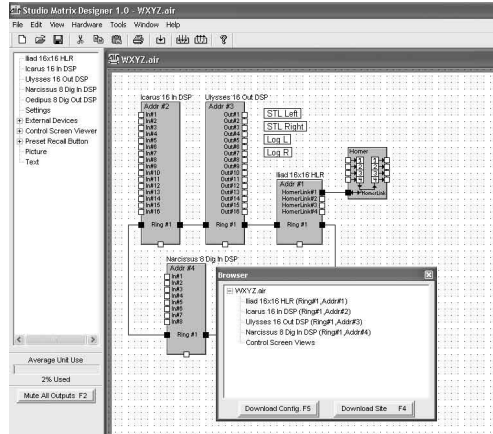 Studio Matrix Designer 1.0 - WXYZ.air
File Edit View Hardware Tools Window Help
WXYZ.air
Iliad 16x16 HLR
Icarus 16 In DSP
Ulysses 16 Out DSP
Narcissus 8 Dig In DSP
Oedipus 8 Dig Out DSP
Settings
External Devices
Control Screen Viewer
Preset Recall Button
Picture
Text
Average Unit Use
2% Used
Mute All Outputs F2
Icarus 16 In DSP
Addr #2
In#1
In#2
In#3
In#4
In#5
In#6
In#7
In#8
In#9
In#10
In#11
In#12
In#13
In#14
In#15
In#16
Ring #1
Ulysses 16 Out DSP
Addr #3
Out#1
Out#2
Out#3
Out#4
Out#5
Out#6
Out#7
Out#8
Out#9
Out#10
Out#11
Out#12
Out#13
Out#14
Out#15
Out#16
Ring #1
STL Left
STL Right
Log L
Log R
Iliad 16x16 HLR
Addr #1
HomerLink#1
HomerLink#2
HomerLink#3
HomerLink#4
Ring #1
Homer
1 1
2 2
3 3
4 4
HomerLink
Narcissus 8 Dig In DSP
Addr #4
In#1
In#2
In#3
In#4
In#5
In#6
In#7
In#8
Ring #1
Browser
WXYZ.air
Iliad 16x16 HLR (Ring#1,Addr#1)
Icarus 16 In DSP (Ring#1,Addr#2)
Ulysses 16 Out DSP (Ring#1,Addr#3)
Narcissus 8 Dig In DSP (Ring#1,Addr#4)
Control Screen Views
Download Config. F5
Download Site F4